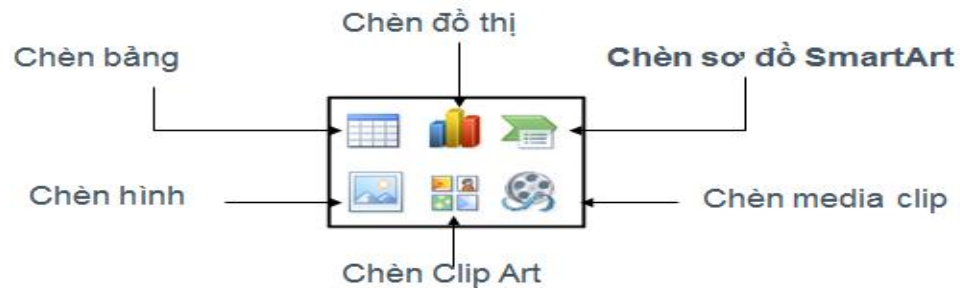 Chèn đồ thị
Chèn bảng
Chèn sơ đồ SmartArt
Chèn hình
Chèn media clip
Chèn Clip Art